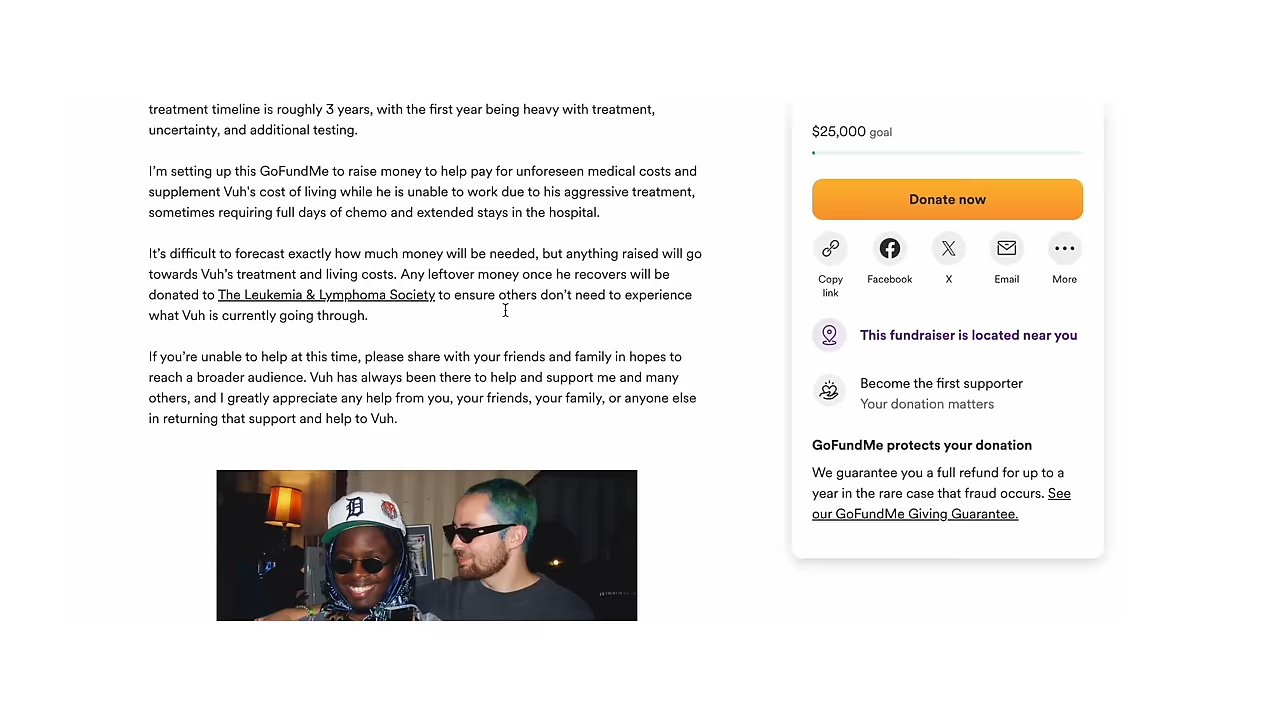 treatment timeline is roughly 3 years, with the first year being heavy with treatment,
uncertainty, and additional testing.
I’m setting up this GoFundMe to raise money to help pay for unforeseen medical costs and
supplement Vuh's cost of living while he is unable to work due to his aggressive treatment,
sometimes requiring full days of chemo and extended stays in the hospital.
It’s difficult to forecast exactly how much money will be needed, but anything raised will go
towards Vuh’s treatment and living costs. Any leftover money once he recovers will be
donated to The Leukemia & Lymphoma Society to ensure others don’t need to experience
what Vuh is currently going through.
If you’re unable to help at this time, please share with your friends and family in hopes to
reach a broader audience. Vuh has always been there to help and support me and many
others, and I greatly appreciate any help from you, your friends, your family, or anyone else
in returning that support and help to Vuh.
D
$25,000 goal
Donate now
Copy
link
Facebook
X
Email
More
This fundraiser is located near you
Become the first supporter
Your donation matters
GoFundMe protects your donation
We guarantee you a full refund for up to a
year in the rare case that fraud occurs. See
our GoFundMe Giving Guarantee.